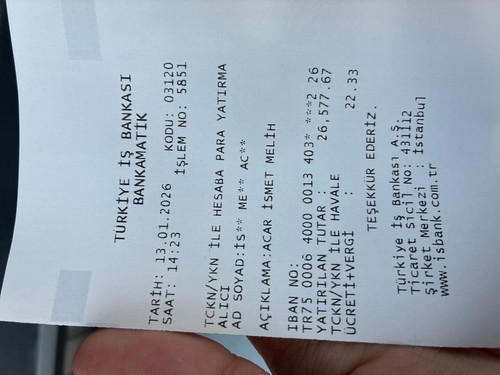 TÜRKİYE İŞ BANKASI
BANKAMATİK
TARİH: 13.01.2026 KODU: 03120
SAAT: 14:23 İŞLEM NO: 5851
TCKN/YKN İLE HESABA PARA YATIRMA
ALICI
AD SOYAD:İS** ME** AC**
AÇIKLAMA:ACAR İSMET MELİH
IBAN NO:
TR75 0006 4000 0013 403* ***2 26
YATIRILAN TUTAR : 26,577.67
TCKN/YKN İLE HAVALE
ÜCRETİ+VERGİ : 22.33
TEŞEKKÜR EDERİZ.
Türkiye İş Bankası A.Ş.
Ticaret Sicil No: 431112
Şirket Merkezi : İstanbul
www.isbank.com.tr